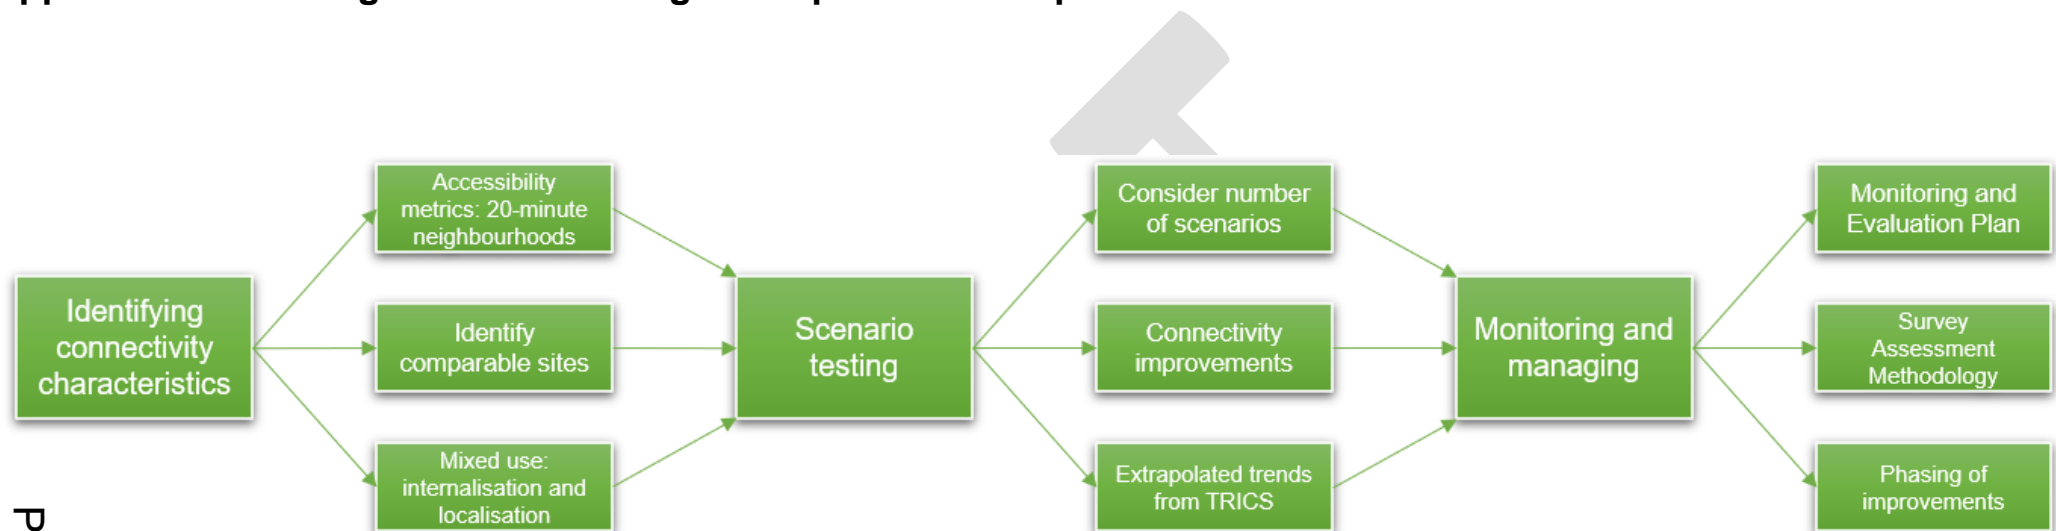 Identifying
connectivity
characteristics
Accessibility
metrics: 20-minute
neighbourhoods
Identify
comparable sites
Mixed use:
internalisation and
localisation
Scenario
testing
Consider number
of scenarios
Connectivity
improvements
Extrapolated trends
from TRICS
Monitoring and
managing
Monitoring and
Evaluation Plan
Survey
Assessment
Methodology
Phasing of
improvements
P